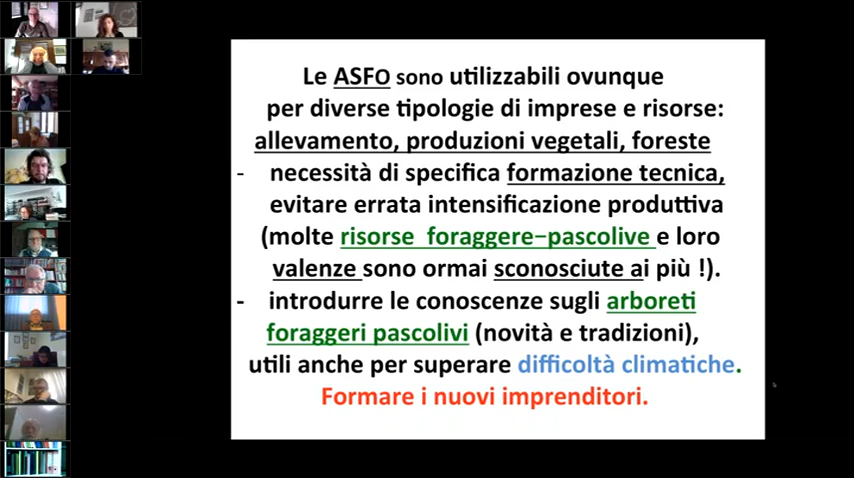 Le ASFO sono utilizzabili ovunque
per diverse tipologie di imprese e risorse:
allevamento, produzioni vegetali, foreste
- necessità di specifica formazione tecnica,
evitare errata intensificazione produttiva
(molte risorse foraggere–pascolive e loro
valenze sono ormai sconosciute ai più !).
- introdurre le conoscenze sugli arboreti
foraggeri pascolivi (novità e tradizioni),
utili anche per superare difficoltà climatiche.
Formare i nuovi imprenditori.